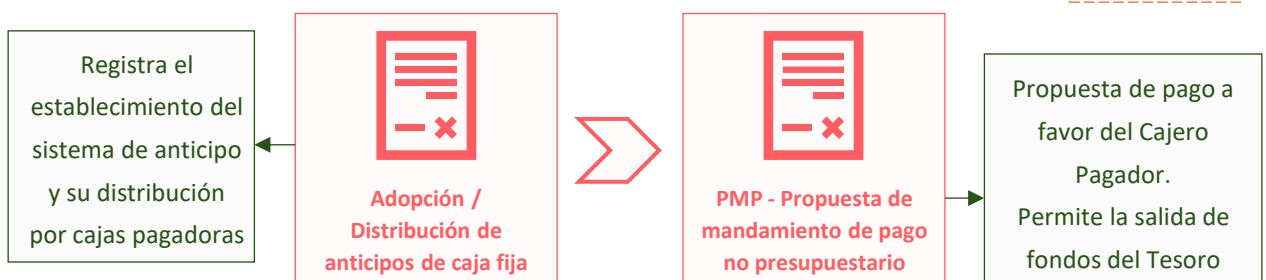 Registra el
establecimiento del
sistema de anticipo
y su distribución
por cajas pagadoras
Adopción /
Distribución de
anticipos de caja fija
PMP - Propuesta de
mandamiento de pago
no presupuestario
Propuesta de pago a
favor del Cajero
Pagador.
Permite la salida de
fondos del Tesoro